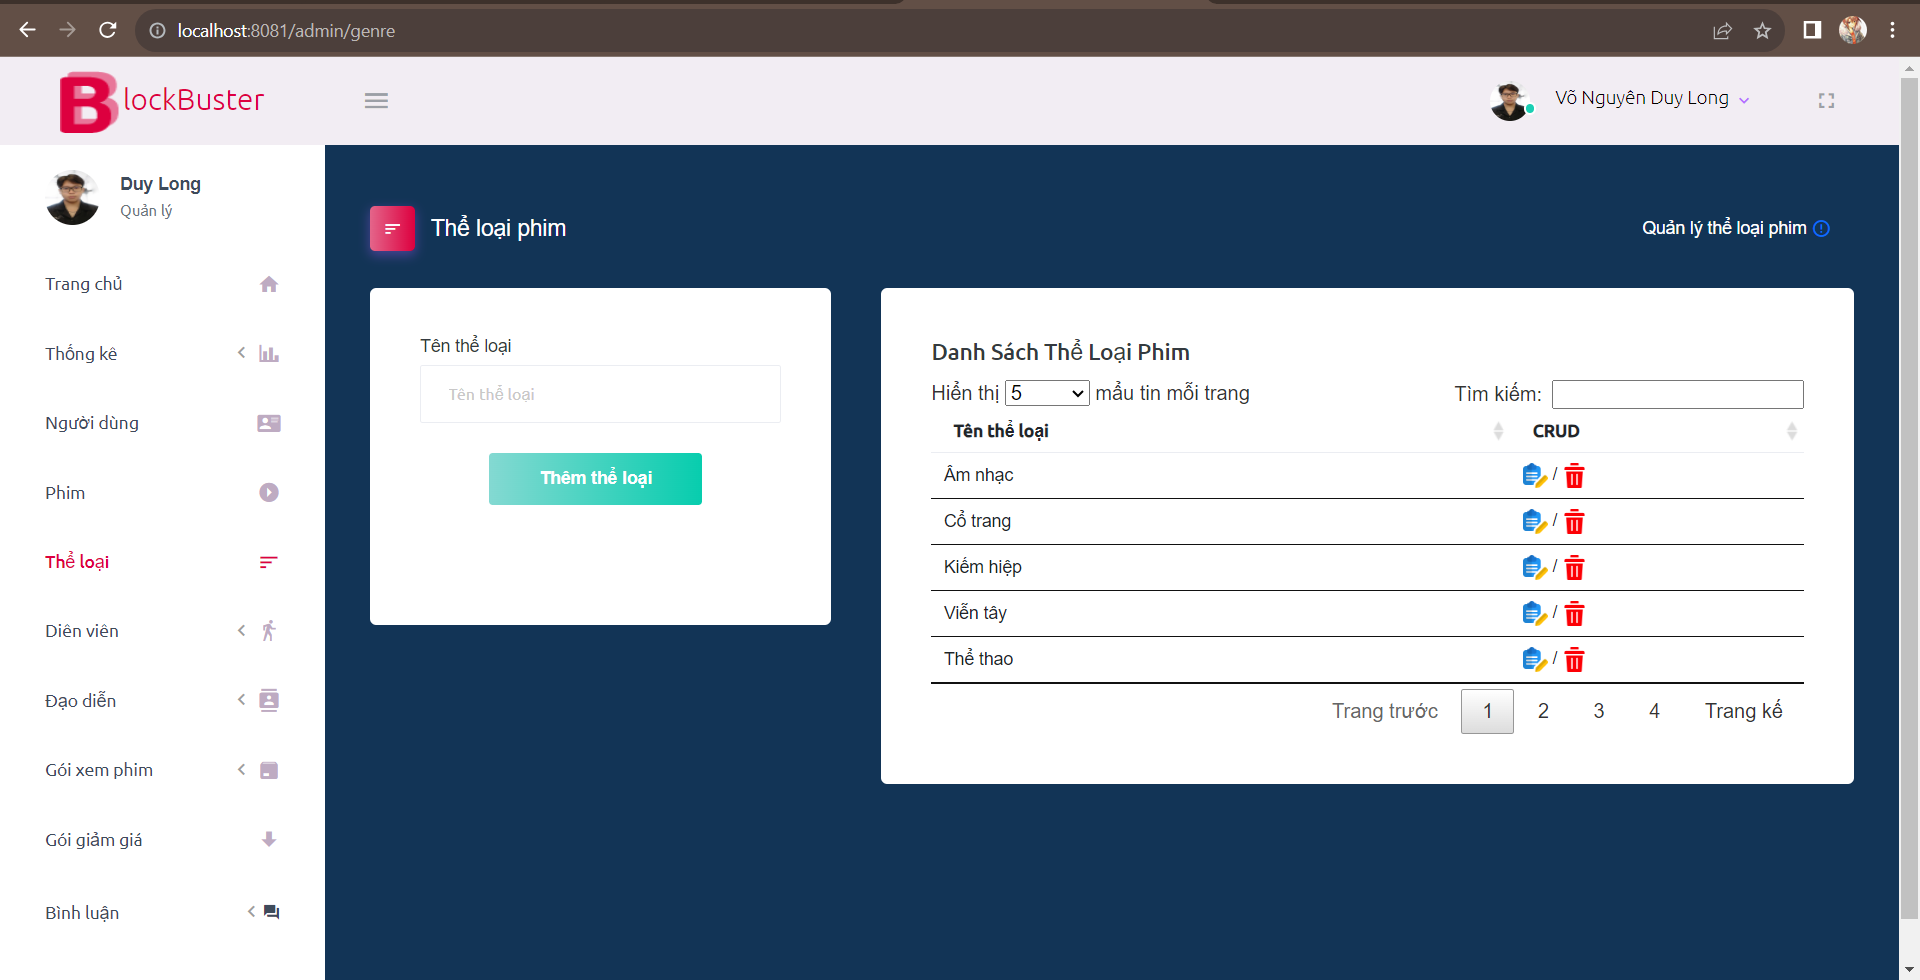 localhost:8081/admin/genre
BlockBuster
Võ Nguyên Duy Long
Duy Long
Quản lý
Trang chủ
Thống kê
Người dùng
Phim
Thể loại
Diên viên
Đạo diễn
Gói xem phim
Gói giảm giá
Bình luận
Thể loại phim
Quản lý thể loại phim
Tên thể loại
Tên thể loại
Thêm thể loại
Danh Sách Thể Loại Phim
Hiển thị 5 mẩu tin mỗi trang
Tìm kiếm:
Tên thể loại CRUD
Âm nhạc /
Cổ trang /
Kiếm hiệp /
Viễn tây /
Thể thao /
Trang trước 1 2 3 4 Trang kế